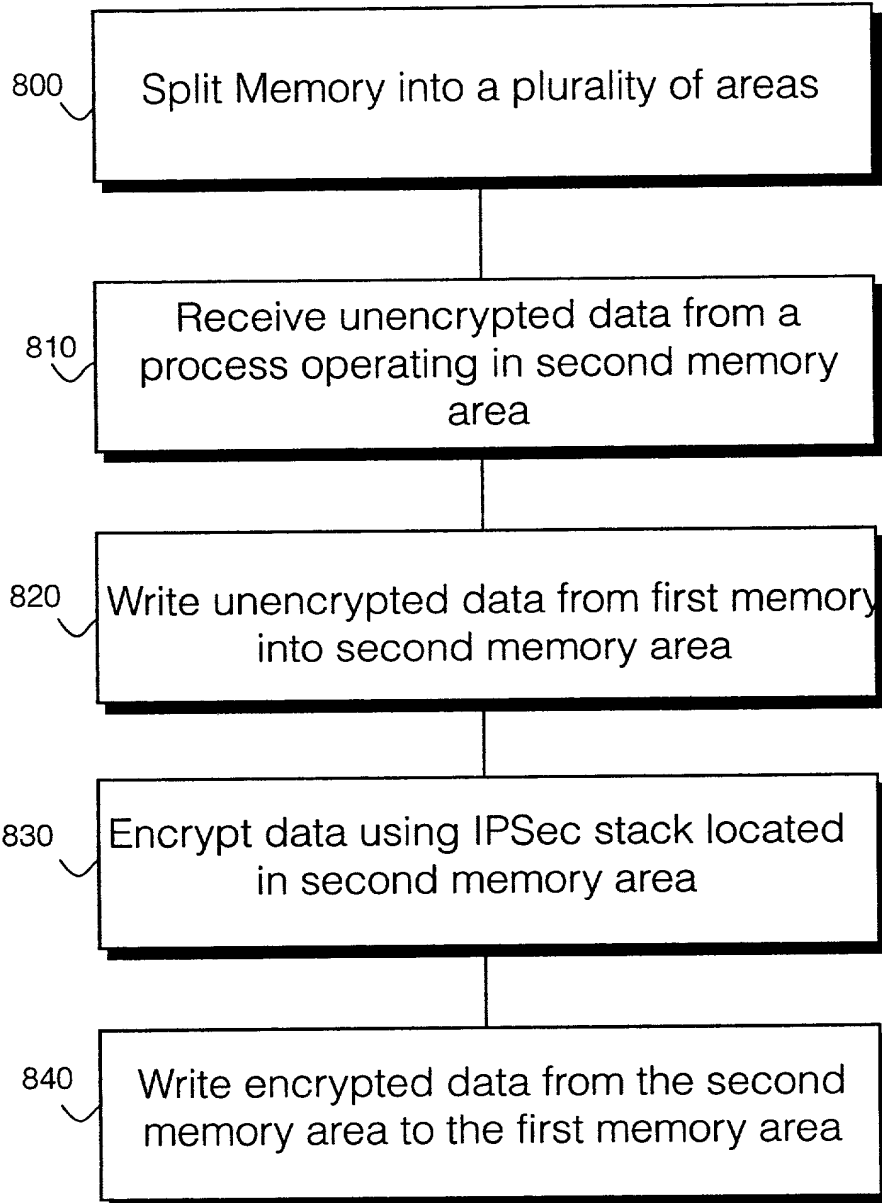 800
Split Memory into a plurality of areas
810
Receive unencrypted data from a
process operating in second memory
area
820
Write unencrypted data from first memory
into second memory area
830
Encrypt data using IPSec stack located
in second memory area
840
Write encrypted data from the second
memory area to the first memory area